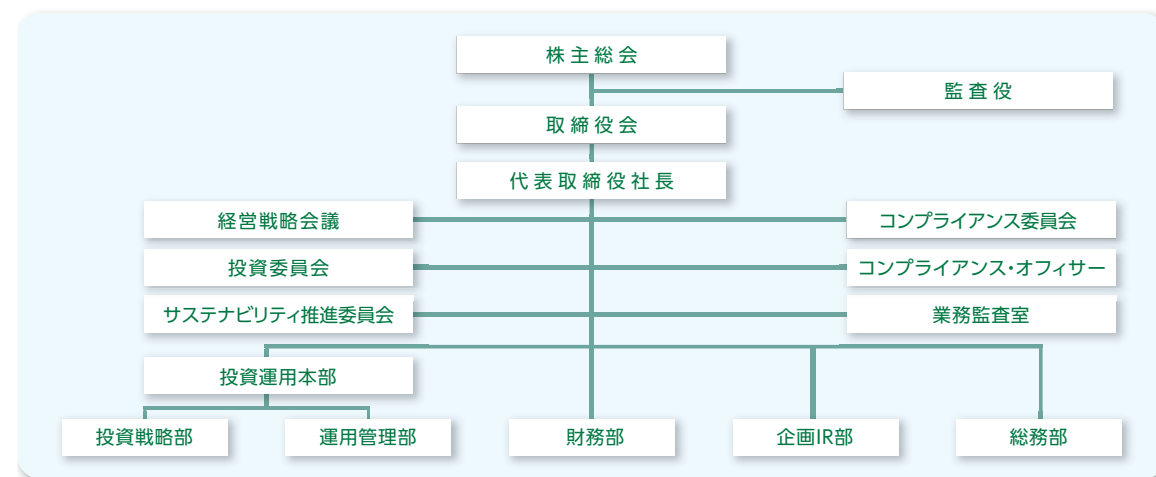 株主総会
監査役
取締役会
代表取締役社長
経営戦略会議
コンプライアンス委員会
投資委員会
コンプライアンス・オフィサー
サステナビリティ推進委員会
業務監査室
投資運用本部
投資戦略部
運用管理部
財務部
企画IR部
総務部